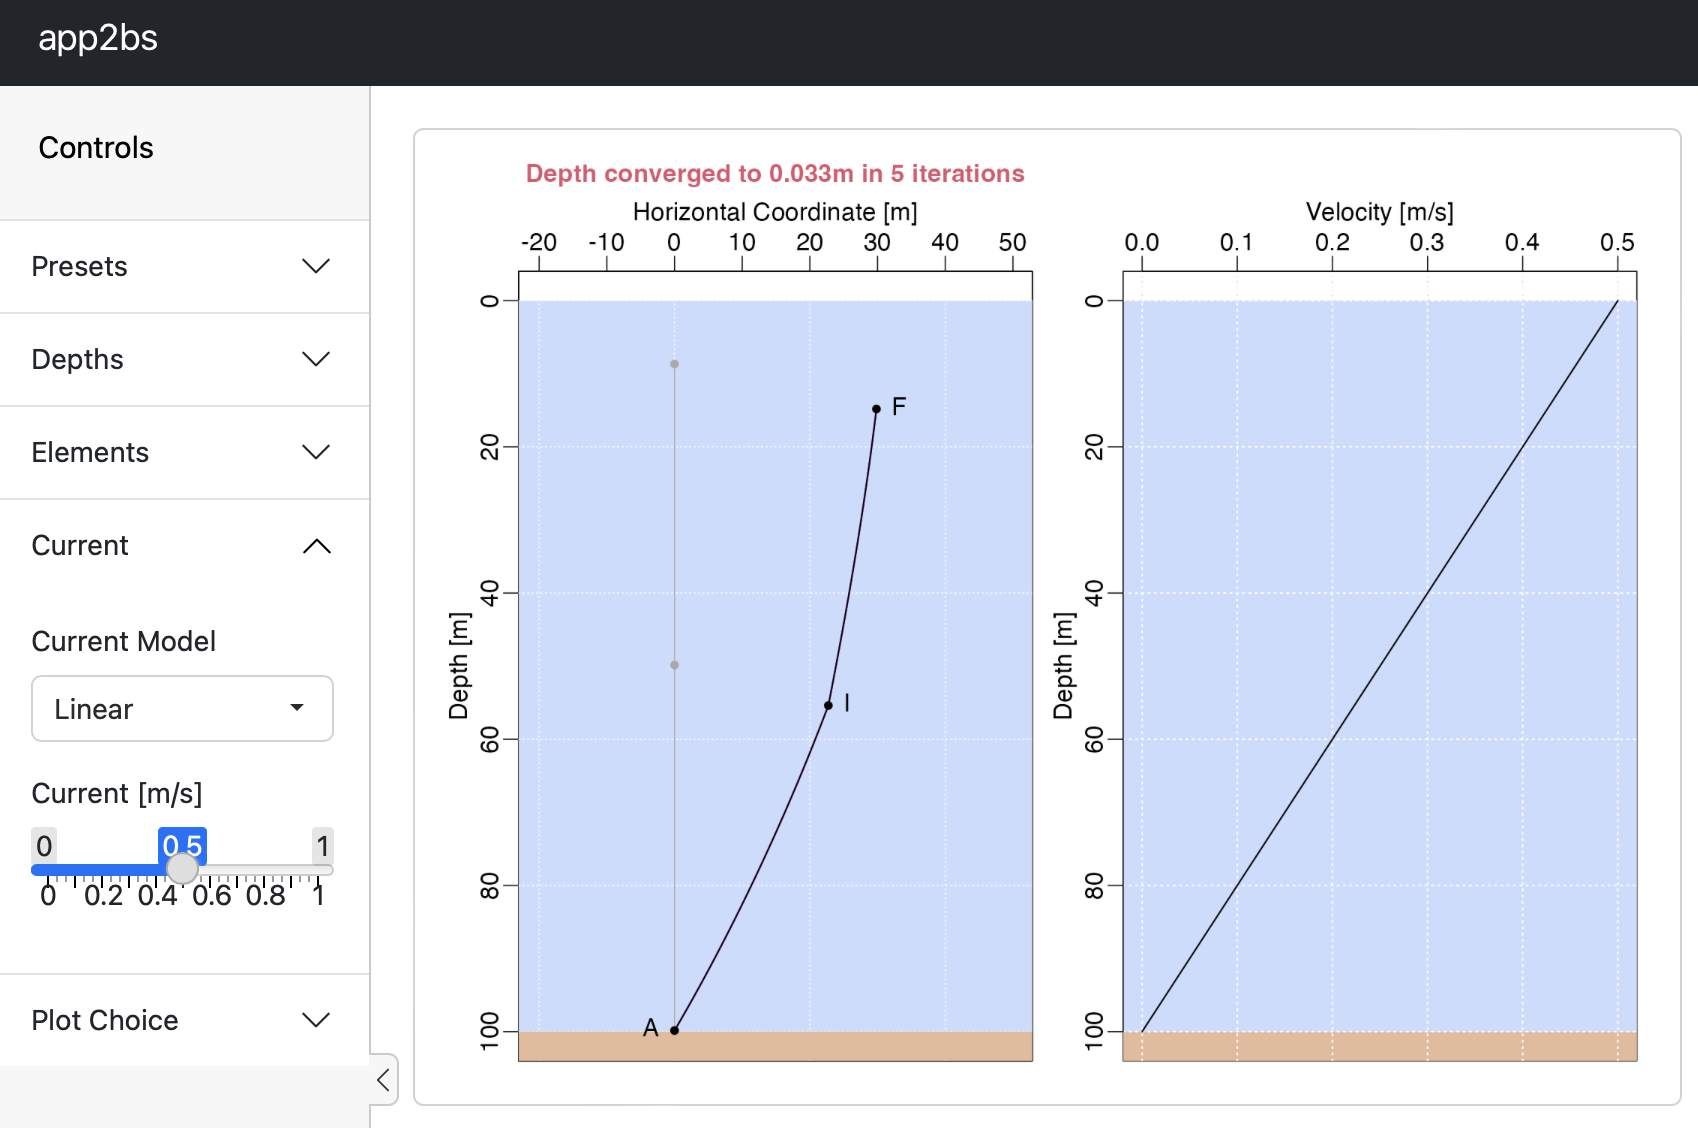 app2bs
Controls
Presets
Depths
Elements
Current
Current Model
Linear
Current [m/s]
0 0.5 1
0 0.2 0.4 0.6 0.8 1
Plot Choice
Depth converged to 0.033m in 5 iterations
Horizontal Coordinate [m]
-20 -10 0 10 20 30 40 50
Depth [m]
0 20 40 60 80 100
F
I
A
Velocity [m/s]
0.0 0.1 0.2 0.3 0.4 0.5
Depth [m]
0 20 40 60 80 100